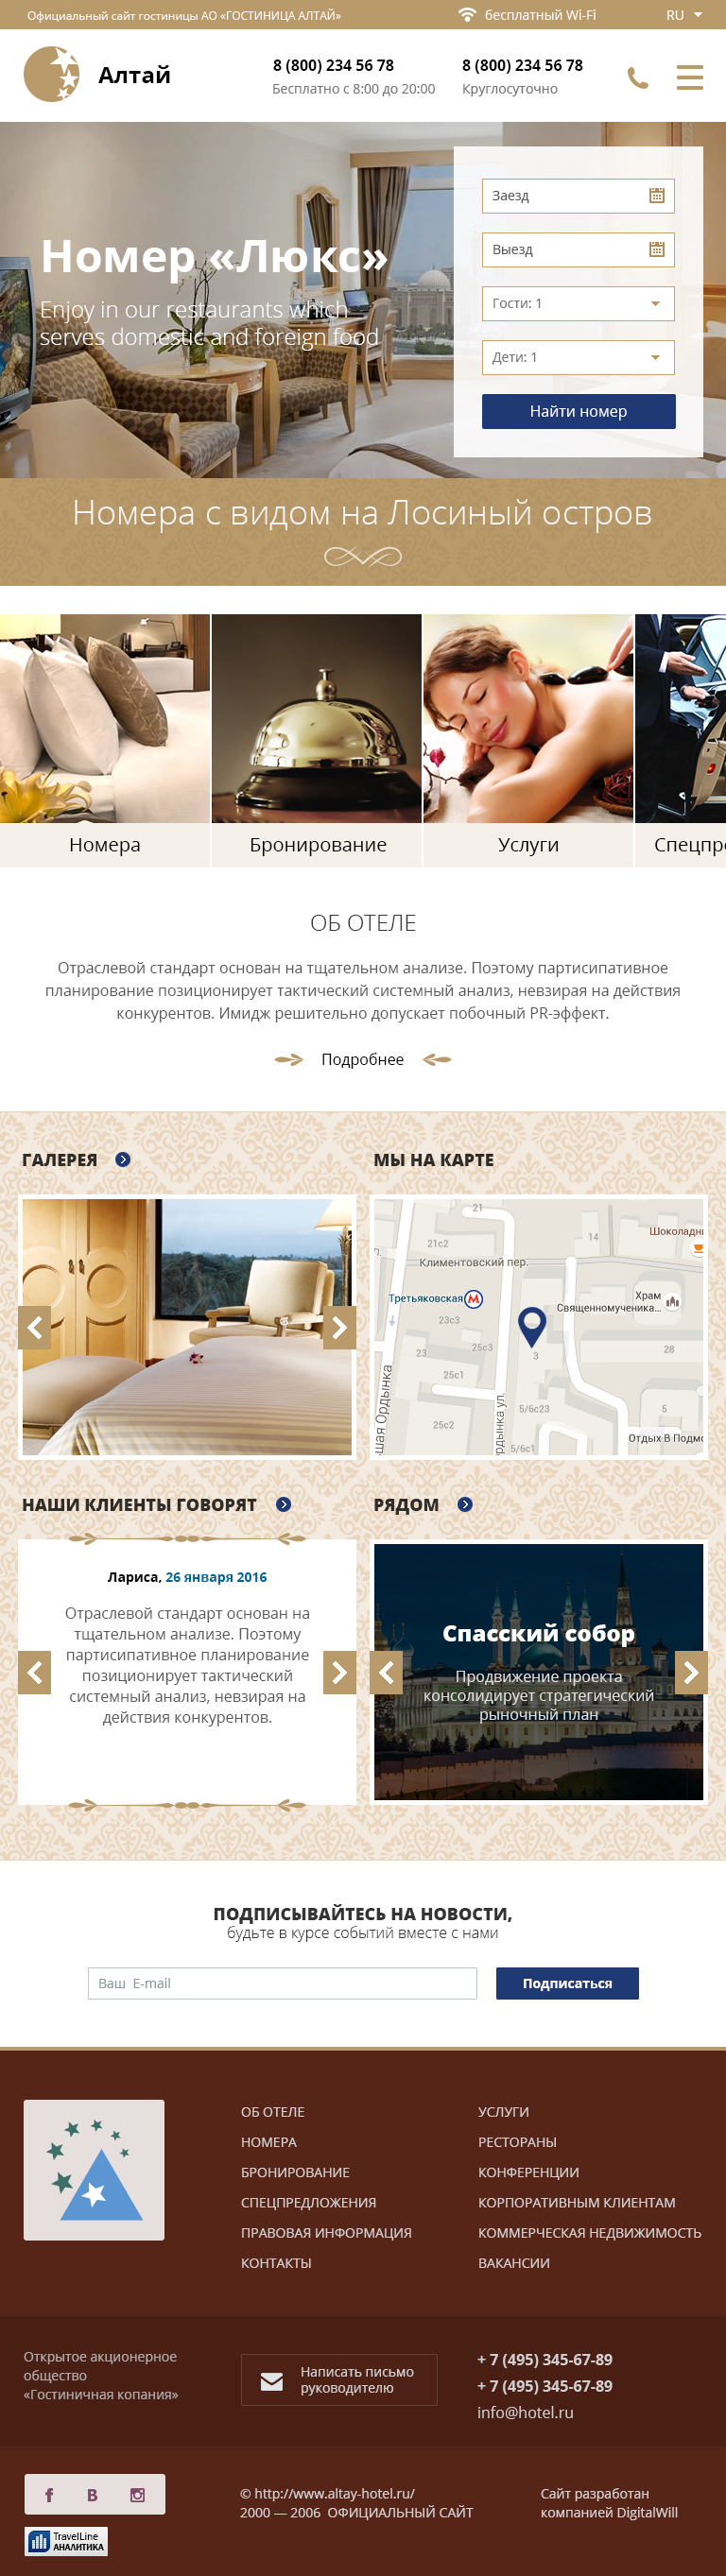 Официальный сайт гостиницы АО «ГОСТИНИЦА АЛТАЙ»
бесплатный Wi-Fi
RU
Алтай
8 (800) 234 56 78
Бесплатно с 8:00 до 20:00
8 (800) 234 56 78
Круглосуточно
Номер «Люкс»
Enjoy in our restaurants which
serves domestic and foreign food
Заезд
Выезд
Гости: 1
Дети: 1
Найти номер
Номера с видом на Лосиный остров
Номера
Бронирование
Услуги
Спецпр
ОБ ОТЕЛЕ
Отраслевой стандарт основан на тщательном анализе. Поэтому партисипативное
планирование позиционирует тактический системный анализ, невзирая на действия
конкурентов. Имидж решительно допускает побочный PR-эффект.
Подробнее
ГАЛЕРЕЯ
МЫ НА КАРТЕ
21
21с2
14
Шоколадн
Климентовский пер.
Третьяковская
М
Храм
Священномученика...
23с3
23
25с3
3
28
25с1
5/6с23
5
25с2
5/6с1
шая Ордынка
рдынка ул.
Отдых В Подмо
НАШИ КЛИЕНТЫ ГОВОРЯТ
РЯДОМ
Лариса, 26 января 2016
Отраслевой стандарт основан на
тщательном анализе. Поэтому
партисипативное планирование
позиционирует тактический
системный анализ, невзирая на
действия конкурентов.
Спасский собор
Продвижение проекта
консолидирует стратегический
рыночный план
ПОДПИСЫВАЙТЕСЬ НА НОВОСТИ,
будьте в курсе событий вместе с нами
Ваш E-mail
Подписаться
ОБ ОТЕЛЕ
НОМЕРА
БРОНИРОВАНИЕ
СПЕЦПРЕДЛОЖЕНИЯ
ПРАВОВАЯ ИНФОРМАЦИЯ
КОНТАКТЫ
УСЛУГИ
РЕСТОРАНЫ
КОНФЕРЕНЦИИ
КОРПОРАТИВНЫМ КЛИЕНТАМ
КОММЕРЧЕСКАЯ НЕДВИЖИМОСТЬ
ВАКАНСИИ
Открытое акционерное
общество
«Гостиничная копания»
Написать письмо
руководителю
+ 7 (495) 345-67-89
+ 7 (495) 345-67-89
info@hotel.ru
f
В
© http://www.altay-hotel.ru/
2000 — 2006 ОФИЦИАЛЬНЫЙ САЙТ
Сайт разработан
компанией DigitalWill
TravelLine
АНАЛИТИКА